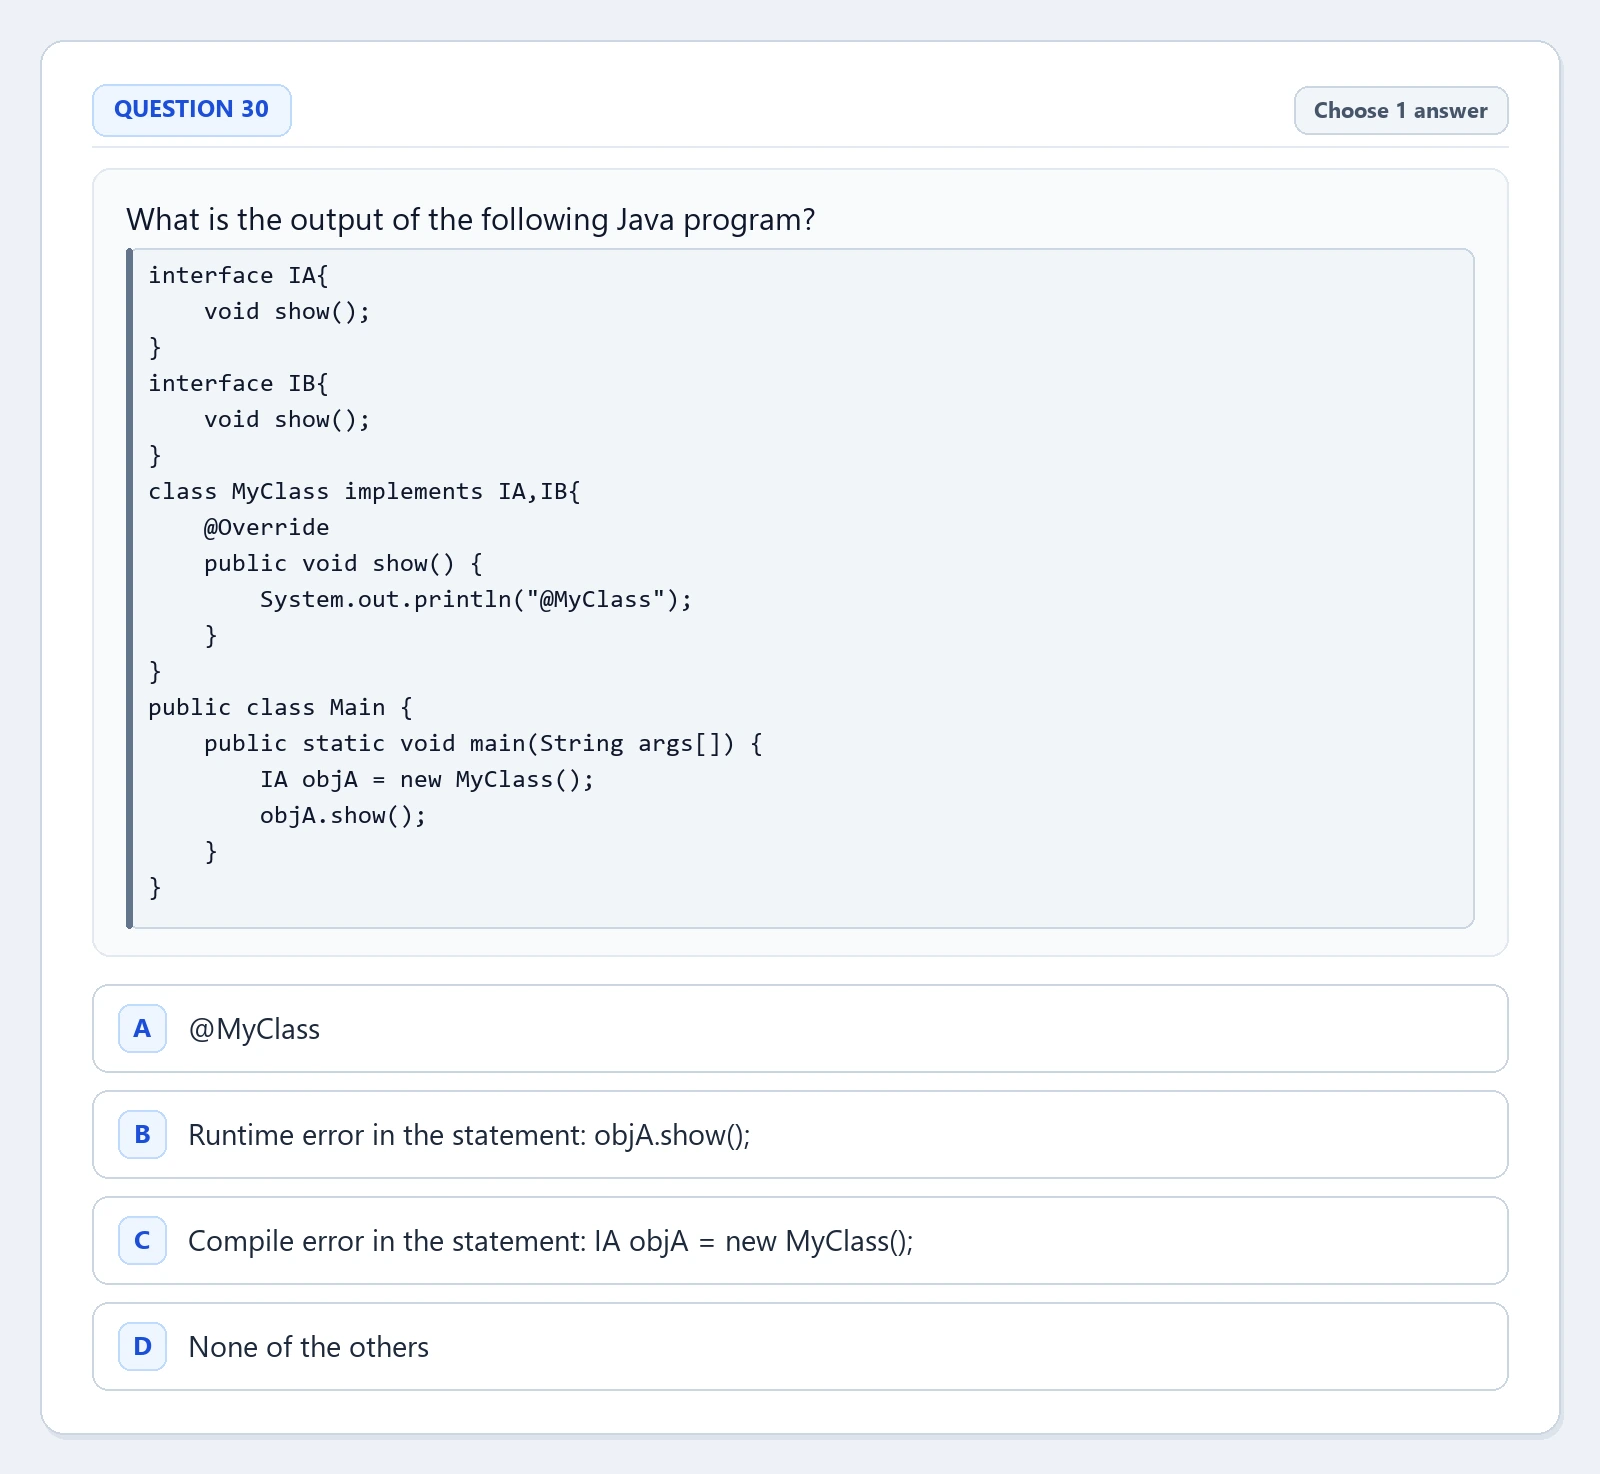 QUESTION 30
Choose 1 answer
What is the output of the following Java program?
interface IA{
    void show();
}
interface IB{
    void show();
}
class MyClass implements IA,IB{
    @Override
    public void show() {
        System.out.println("@MyClass");
    }
}
public class Main {
    public static void main(String args[]) {
        IA objA = new MyClass();
        objA.show();
    }
}
A @MyClass
B Runtime error in the statement: objA.show();
C Compile error in the statement: IA objA = new MyClass();
D None of the others